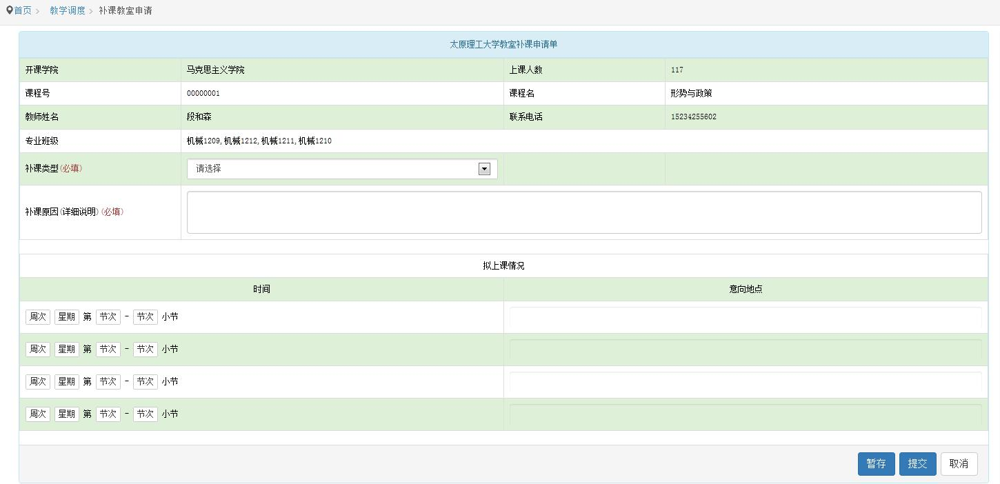 首页 > 教学调度 > 补课教室申请
太原理工大学教室补课申请单
开课学院 马克思主义学院 上课人数 117
课程号 00000001 课程名 形势与政策
教师姓名 段和森 联系电话 15234255602
专业班级 机械1209,机械1212,机械1211,机械1210
补课类型(必填) 请选择
补课原因(详细说明)(必填)
拟上课情况
时间 意向地点
周次 星期 第 节次 - 节次 小节
周次 星期 第 节次 - 节次 小节
周次 星期 第 节次 - 节次 小节
周次 星期 第 节次 - 节次 小节
暂存 提交 取消